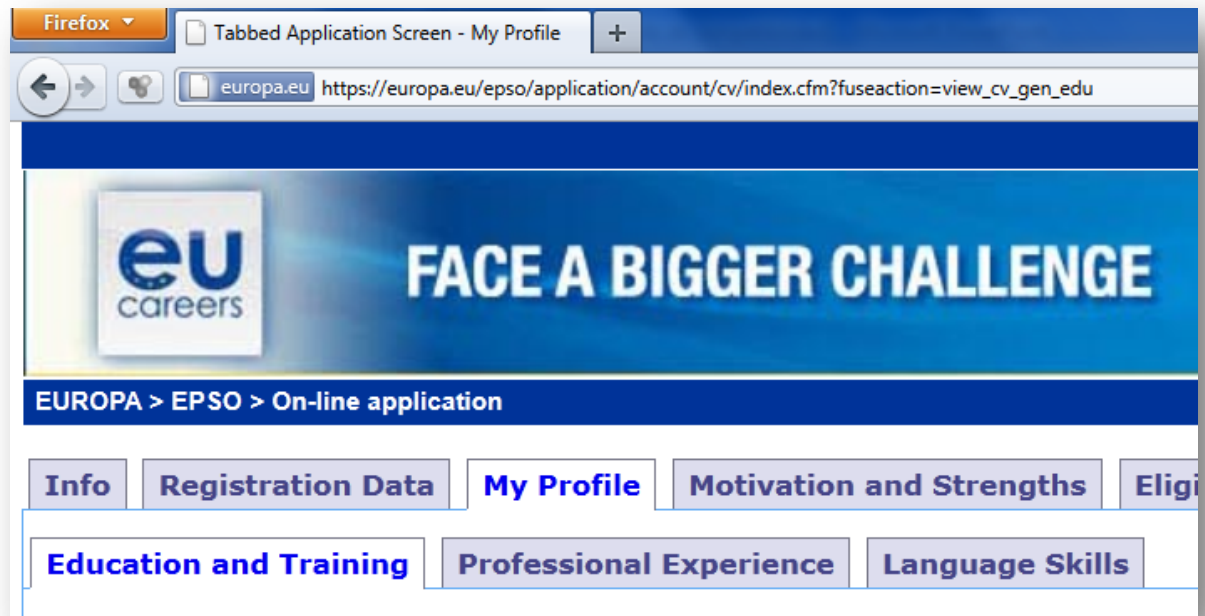 Firefox
Tabbed Application Screen - My Profile +
europa.eu https://europa.eu/epso/application/account/cv/index.cfm?fuseaction=view_cv_gen_edu
eu
careers
FACE A BIGGER CHALLENGE
EUROPA > EPSO > On-line application
Info Registration Data My Profile Motivation and Strengths Eligi
Education and Training Professional Experience Language Skills